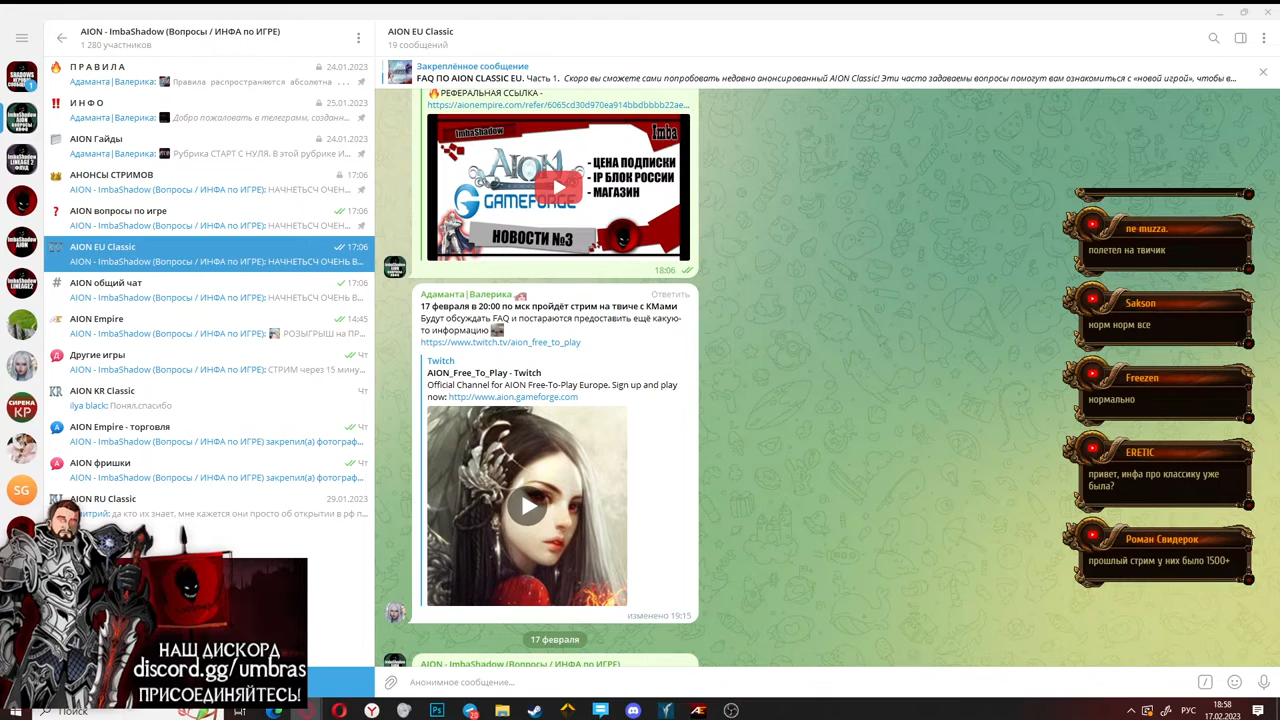 AION - ImbaShadow (Вопросы / ИНФА по ИГРЕ)
1 280 участников
П Р А В И Л А
24.01.2023
Адаманта|Валерика: Правила распространяются абсолютна ...
И Н Ф О
25.01.2023
Адаманта|Валерика: Добро пожаловать в телеграмм, созданн...
AION Гайды
24.01.2023
Адаманта|Валерика: Рубрика СТАРТ С НУЛЯ. В этой рубрике И...
АНОНСЫ СТРИМОВ
17:06
AION - ImbaShadow (Вопросы / ИНФА по ИГРЕ): НАЧНЕТЬСЧ ОЧЕН...
AION вопросы по игре
17:06
AION - ImbaShadow (Вопросы / ИНФА по ИГРЕ): НАЧНЕТЬСЧ ОЧЕН...
AION EU Classic
17:06
AION - ImbaShadow (Вопросы / ИНФА по ИГРЕ): НАЧНЕТЬСЧ ОЧЕН В...
# AION общий чат
17:06
AION - ImbaShadow (Вопросы / ИНФА по ИГРЕ): НАЧНЕТЬСЧ ОЧЕН В...
AION Empire
14:45
AION - ImbaShadow (Вопросы / ИНФА по ИГРЕ): РОЗЫГРЫШ на ПР...
Другие игры
Чт
AION - ImbaShadow (Вопросы / ИНФА по ИГРЕ): СТРИМ через 15 мину...
KR AION KR Classic
Чт
ilya black: Понял.спасибо
AION Empire - торговля
Чт
AION - ImbaShadow (Вопросы / ИНФА по ИГРЕ) закрепил(а) фотограф...
AION фришки
Чт
AION - ImbaShadow (Вопросы / ИНФА по ИГРЕ) закрепил(а) фотограф...
AION RU Classic
29.01.2023
митрий: да кто их знает, мне кажется они просто об открытии в рф п...
СИРЕНА
КР
SG
НАШ ДИСКОРД
discord.gg/umbras
ПРИСОЕДИНЯЙТЕСЬ!
AION EU Classic
19 сообщений
Закреплённое сообщение
FAQ ПО AION CLASSIC EU. Часть 1. Скоро вы сможете сами попробовать недавно анонсированный AION Classic! Эти часто задаваемы вопросы помогут вам ознакомиться с «новой игрой», чтобы в...
РЕФЕРАЛЬНАЯ ССЫЛКА -
https://aionempire.com/refer/6065cd30d970ea914bbdbbbb22ae...
ImbaShadow
Imba
AION
GAMEFORGE
- ЦЕНА ПОДПИСКИ
- IP БЛОК РОССИИ
- МАГАЗИН
НОВОСТИ №3
18:06
Адаманта|Валерика
Ответить
17 февраля в 20:00 по мск пройдёт стрим на твиче с КМами
Будут обсуждать FAQ и постараются предоставить ещё какую-
то информацию
https://www.twitch.tv/aion_free_to_play
Twitch
AION_Free_To_Play - Twitch
Official Channel for AION Free-To-Play Europe. Sign up and play
now: http://www.aion.gameforge.com
изменено 19:15
17 февраля
AION - ImbaShadow (Вопросы / ИНФА по ИГРЕ)
Анонимное сообщение...
ne muzza.
полетел на твичик
Sakson
норм норм все
Freezen
нормально
ERETIC
привет, инфа про классику уже
была?
Роман Свидерок
прошлый стрим у них было 1500+
Поиск
20
РУС
18:58
17.02.2023